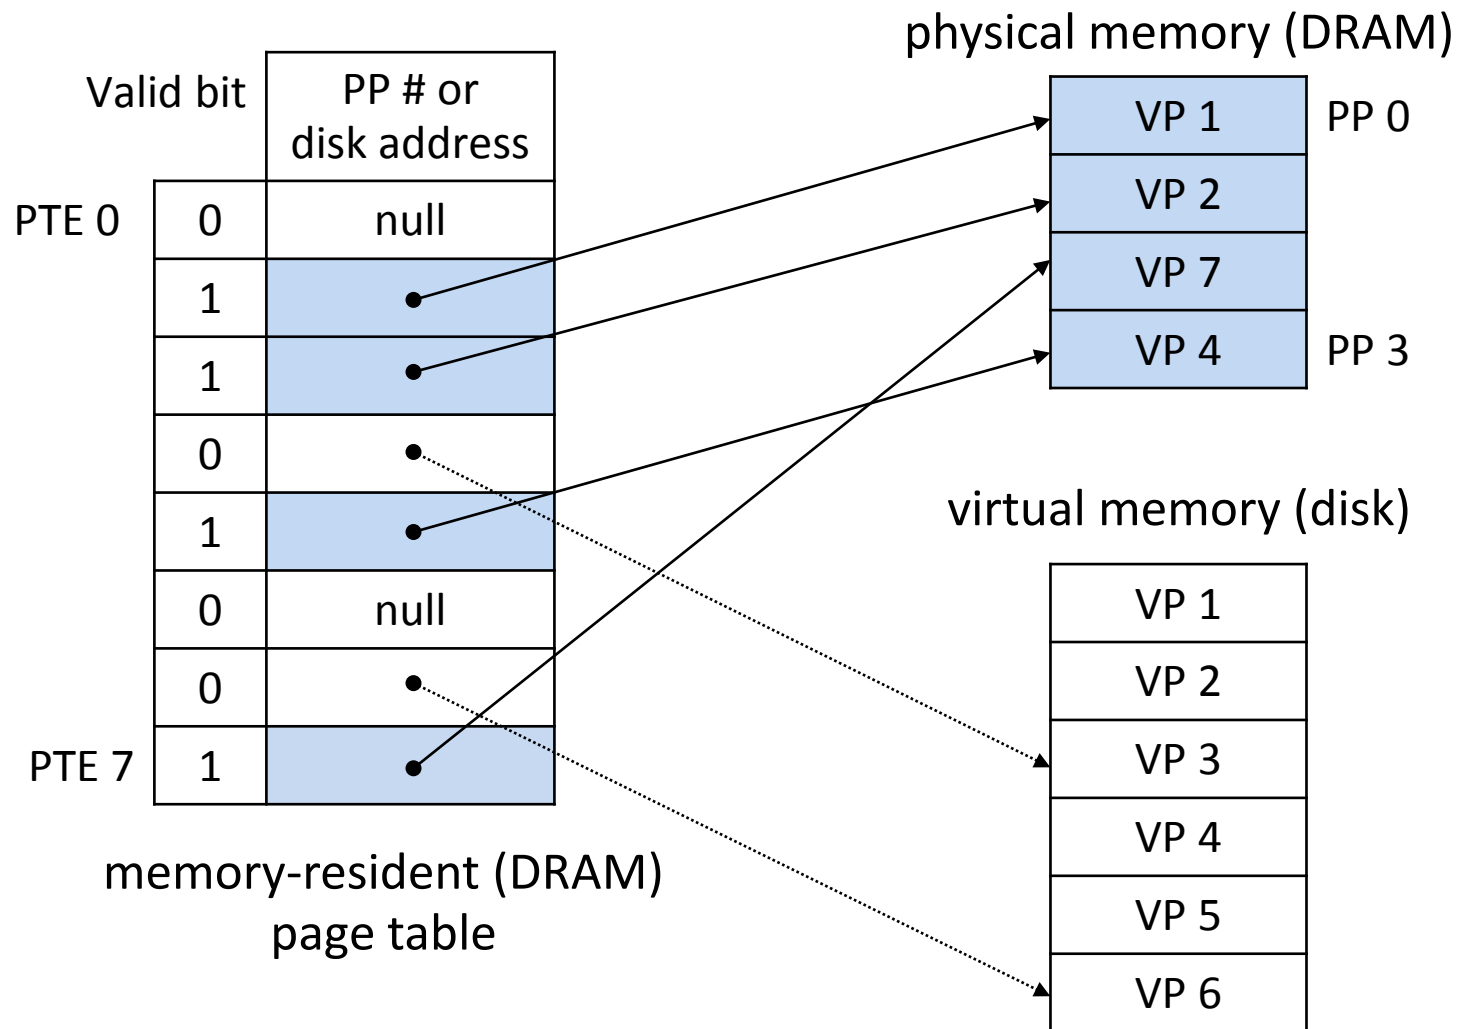 physical memory (DRAM)
Valid bit
PP # or
disk address
VP 1 PP 0
VP 2
VP 7
VP 4 PP 3
PTE 0 0 null
1
1
0
1
0 null
0
PTE 7 1
memory-resident (DRAM)
page table
virtual memory (disk)
VP 1
VP 2
VP 3
VP 4
VP 5
VP 6